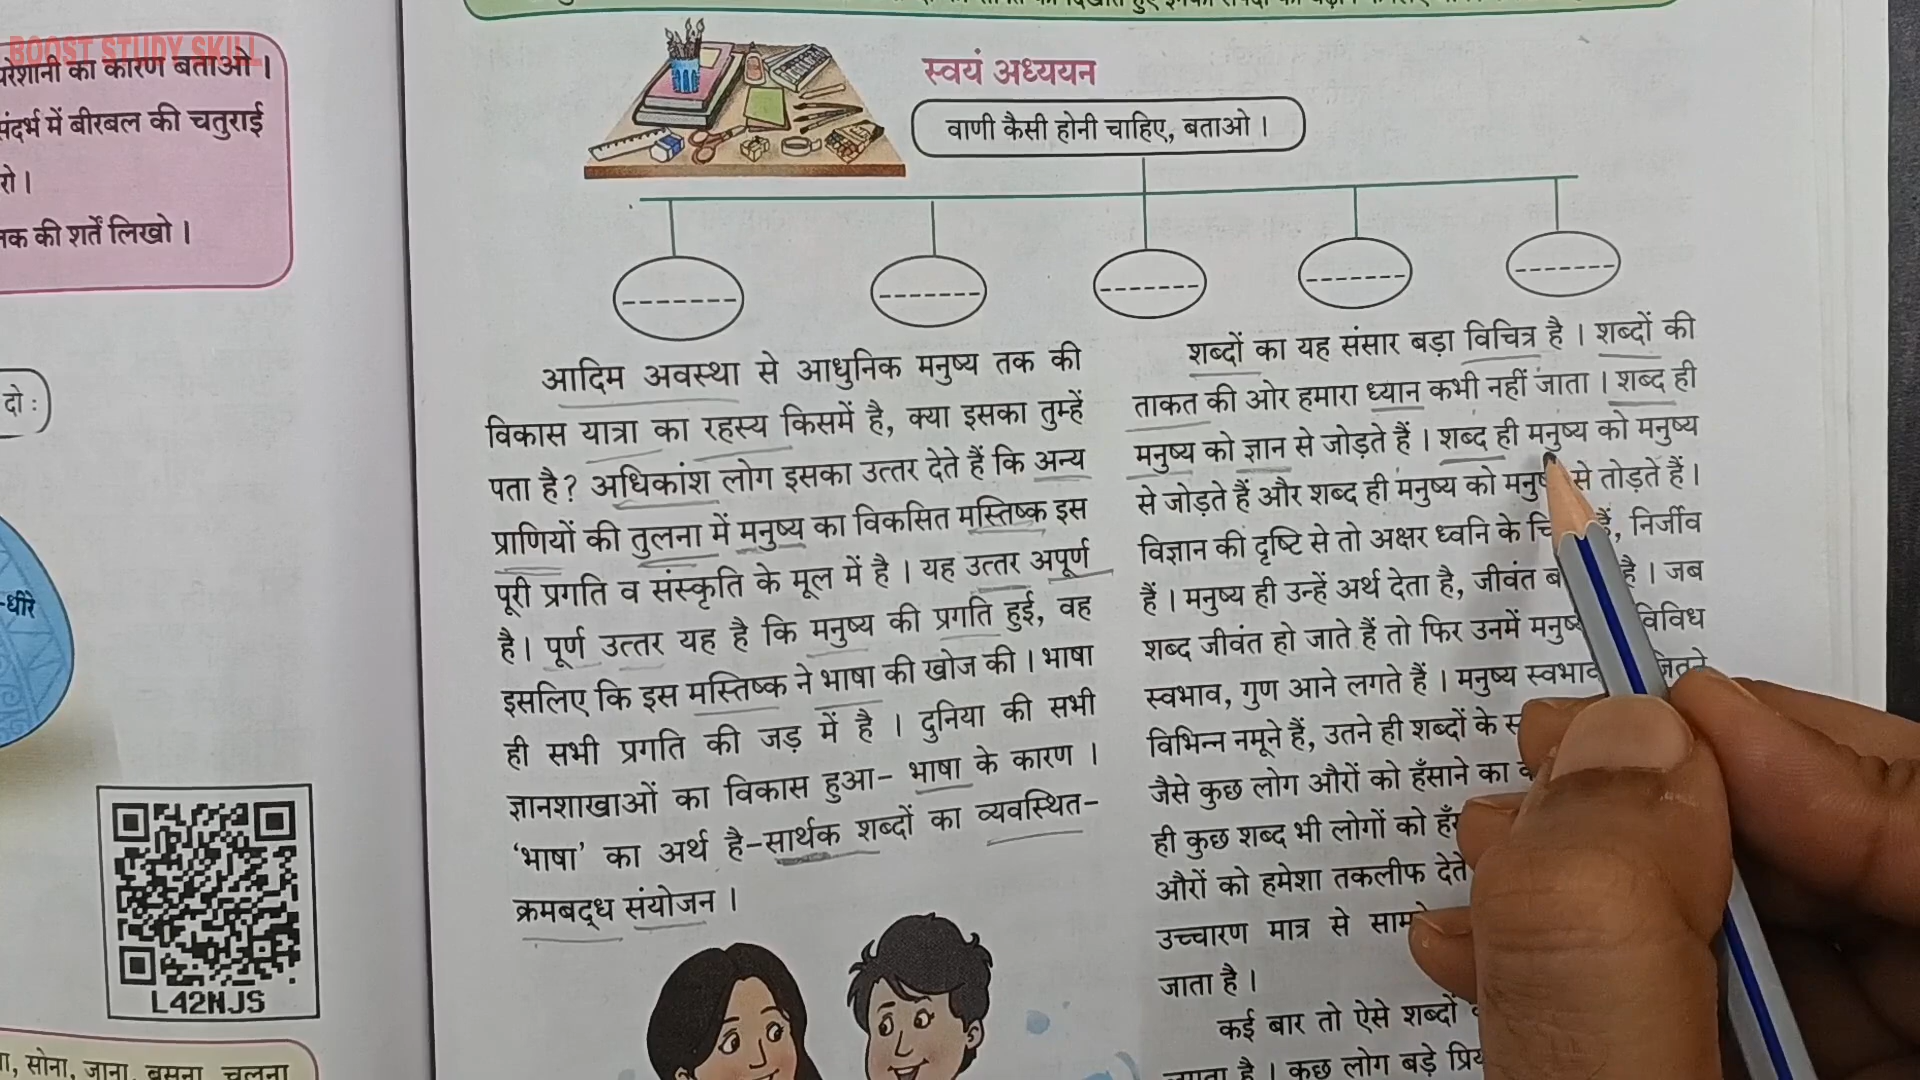 BOOST STUDY SKILL
परेशानी का कारण बताओ ।
संदर्भ में बीरबल की चतुराई
रो ।
की शर्तें लिखो ।
दो :
-धीरे
L42NJS
सोना, जाना, बसना, चलना
स्वयं अध्ययन
वाणी कैसी होनी चाहिए, बताओ ।
आदिम अवस्था से आधुनिक मनुष्य तक की
विकास यात्रा का रहस्य किसमें है, क्या इसका तुम्हें
पता है? अधिकांश लोग इसका उत्तर देते हैं कि अन्य
प्राणियों की तुलना में मनुष्य का विकसित मस्तिष्क इस
पूरी प्रगति व संस्कृति के मूल में है । यह उत्तर अपूर्ण
है। पूर्ण उत्तर यह है कि मनुष्य की प्रगति हुई, वह
इसलिए कि इस मस्तिष्क ने भाषा की खोज की । भाषा
ही सभी प्रगति की जड़ में है । दुनिया की सभी
ज्ञानशाखाओं का विकास हुआ- भाषा के कारण ।
‘भाषा’ का अर्थ है-सार्थक शब्दों का व्यवस्थित-
क्रमबद्ध संयोजन ।
शब्दों का यह संसार बड़ा विचित्र है । शब्दों की
ताकत की ओर हमारा ध्यान कभी नहीं जाता । शब्द ही
मनुष्य को ज्ञान से जोड़ते हैं । शब्द ही मनुष्य को मनुष्य
से जोड़ते हैं और शब्द ही मनुष्य को से तोड़ते हैं ।
विज्ञान की दृष्टि से तो अक्षर ध्वनि के हैं, निर्जीव
हैं । मनुष्य ही उन्हें अर्थ देता है, जीवंत है । जब
शब्द जीवंत हो जाते हैं तो फिर उनमें विविध
स्वभाव, गुण आने लगते हैं । मनुष्य जितने
विभिन्न नमूने हैं, उतने ही शब्दों के
जैसे कुछ लोग औरों को हँसाने का
ही कुछ शब्द भी लोगों को
औरों को हमेशा तकलीफ देते
उच्चारण मात्र से
जाता है ।
कई बार तो ऐसे शब्दों
है । कुछ लोग बड़े